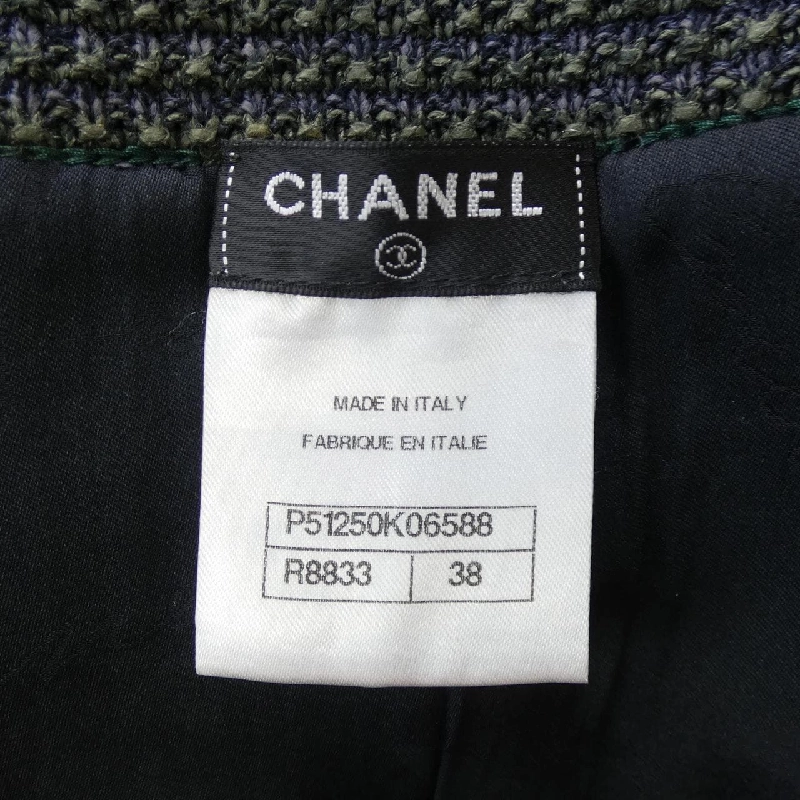 CHANEL
MADE IN ITALY
FABRIQUE EN ITALIE
P51250K06588
R8833 38